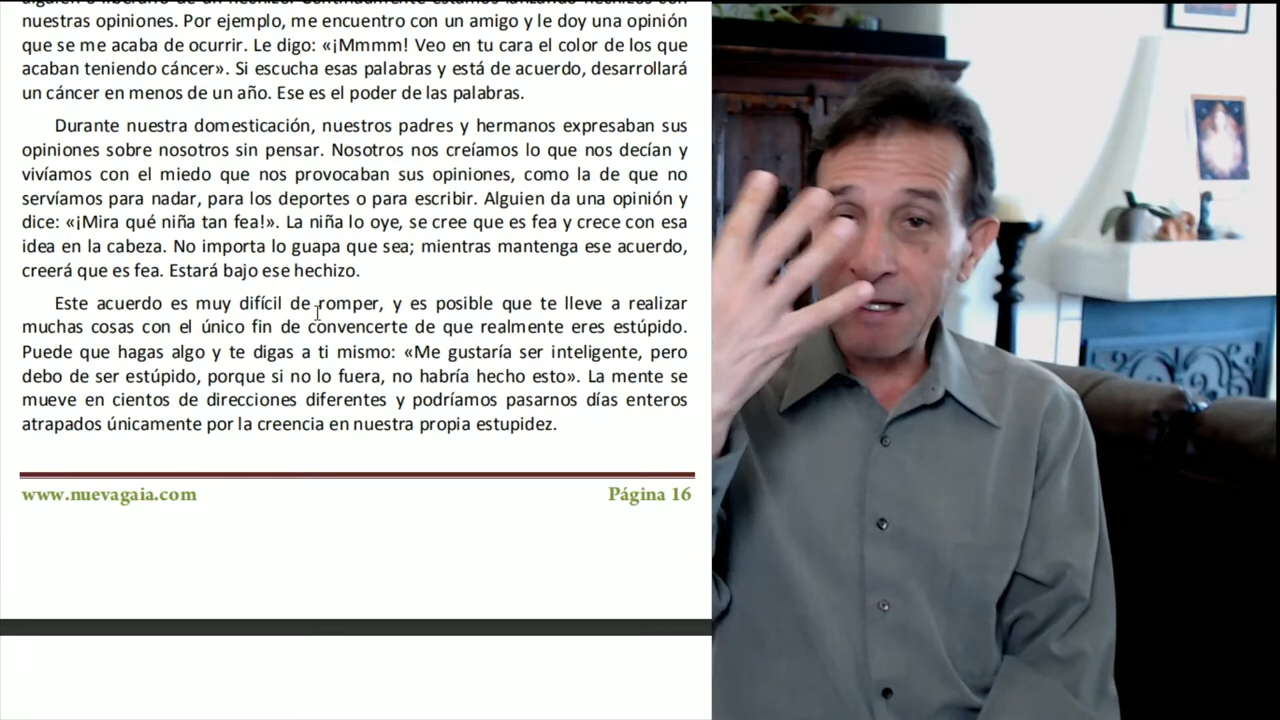 nuestras opiniones. Por ejemplo, me encuentro con un amigo y le doy una opinión
que se me acaba de ocurrir. Le digo: «¡Mmmm! Veo en tu cara el color de los que
acaban teniendo cáncer». Si escucha esas palabras y está de acuerdo, desarrollará
un cáncer en menos de un año. Ese es el poder de las palabras.
Durante nuestra domesticación, nuestros padres y hermanos expresaban sus
opiniones sobre nosotros sin pensar. Nosotros nos creíamos lo que nos decían y
vivíamos con el miedo que nos provocaban sus opiniones, como la de que no
servíamos para nadar, para los deportes o para escribir. Alguien da una opinión y
dice: «¡Mira qué niña tan fea!». La niña lo oye, se cree que es fea y crece con esa
idea en la cabeza. No importa lo guapa que sea; mientras mantenga ese acuerdo,
creerá que es fea. Estará bajo ese hechizo.
Este acuerdo es muy difícil de romper, y es posible que te lleve a realizar
muchas cosas con el único fin de convencerte de que realmente eres estúpido.
Puede que hagas algo y te digas a ti mismo: «Me gustaría ser inteligente, pero
debo de ser estúpido, porque si no lo fuera, no habría hecho esto». La mente se
mueve en cientos de direcciones diferentes y podríamos pasarnos días enteros
atrapados únicamente por la creencia en nuestra propia estupidez.
www.nuevagaia.com
Página 16